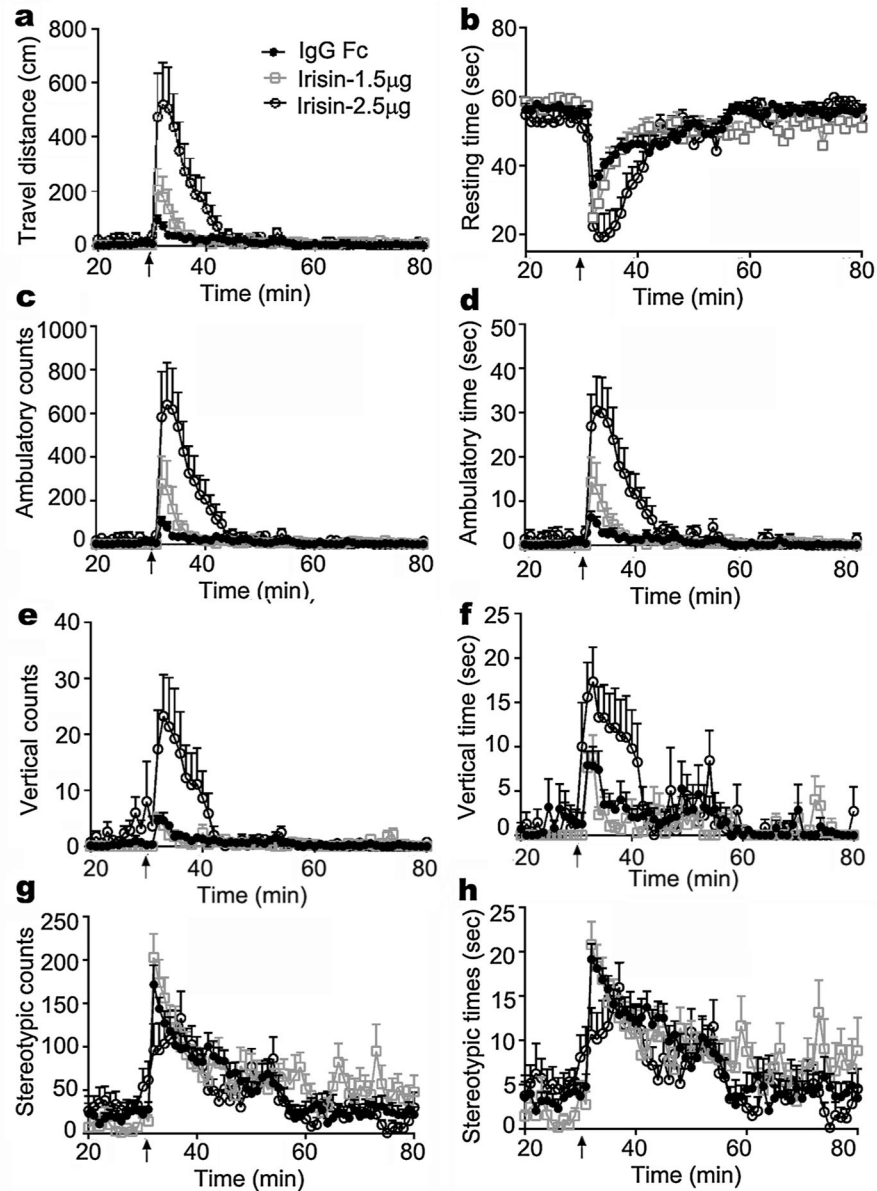 a
Travel distance (cm)
800
600
400
200
0
20
40
60
80
Time (min)
IgG Fc
Irisin-1.5μg
Irisin-2.5μg
b
Resting time (sec)
80
60
40
20
20
40
60
80
Time (min)
c
Ambulatory counts
1000
800
600
400
200
0
20
40
60
80
Time (min)
d
Ambulatory time (sec)
50
40
30
20
10
0
20
40
60
80
Time (min)
e
Vertical counts
40
30
20
10
0
20
40
60
80
Time (min)
f
Vertical time (sec)
25
20
15
10
5
0
20
40
60
80
Time (min)
g
Stereotypic counts
250
200
150
100
50
0
20
40
60
80
Time (min)
h
Stereotypic times (sec)
25
20
15
10
5
0
20
40
60
80
Time (min)